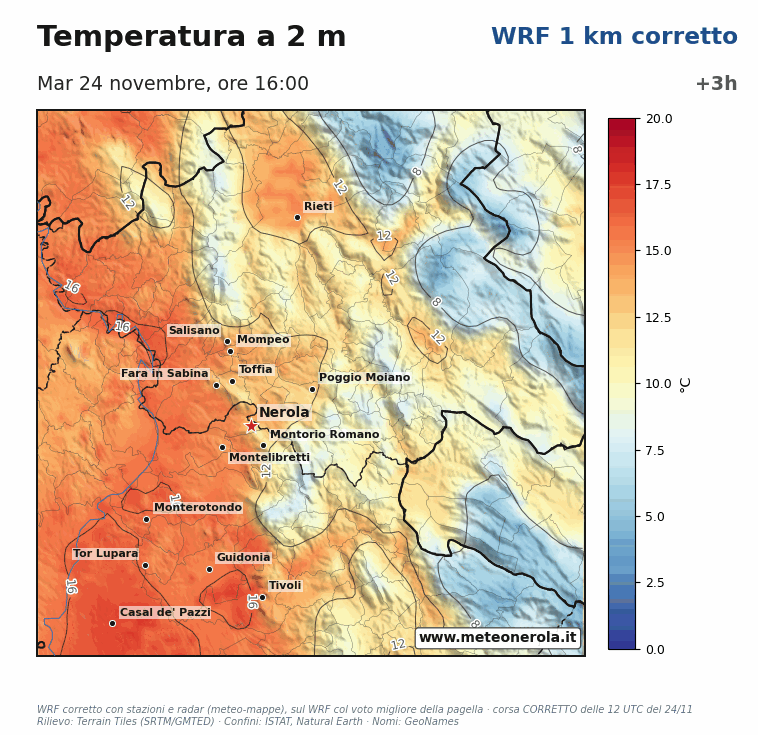 Temperatura a 2 m
WRF 1 km corretto
Mar 24 novembre, ore 16:00
+3h
8
12
8
12
Rieti
12
16
12
8
16
Salisano
Mompeo
12
Fara in Sabina
Toffia
Poggio Moiano
Nerola
Montorio Romano
Montelibretti
12
Monterotondo
Tor Lupara
Guidonia
16
Tivoli
16
Casal de' Pazzi
8
12
www.meteonerola.it
20.0
17.5
15.0
12.5
10.0
7.5
5.0
2.5
0.0
°C
WRF corretto con stazioni e radar (meteo-mappe), sul WRF col voto migliore della pagella · corsa CORRETTO delle 12 UTC del 24/11
Rilievo: Terrain Tiles (SRTM/GMTED) · Confini: ISTAT, Natural Earth · Nomi: GeoNames